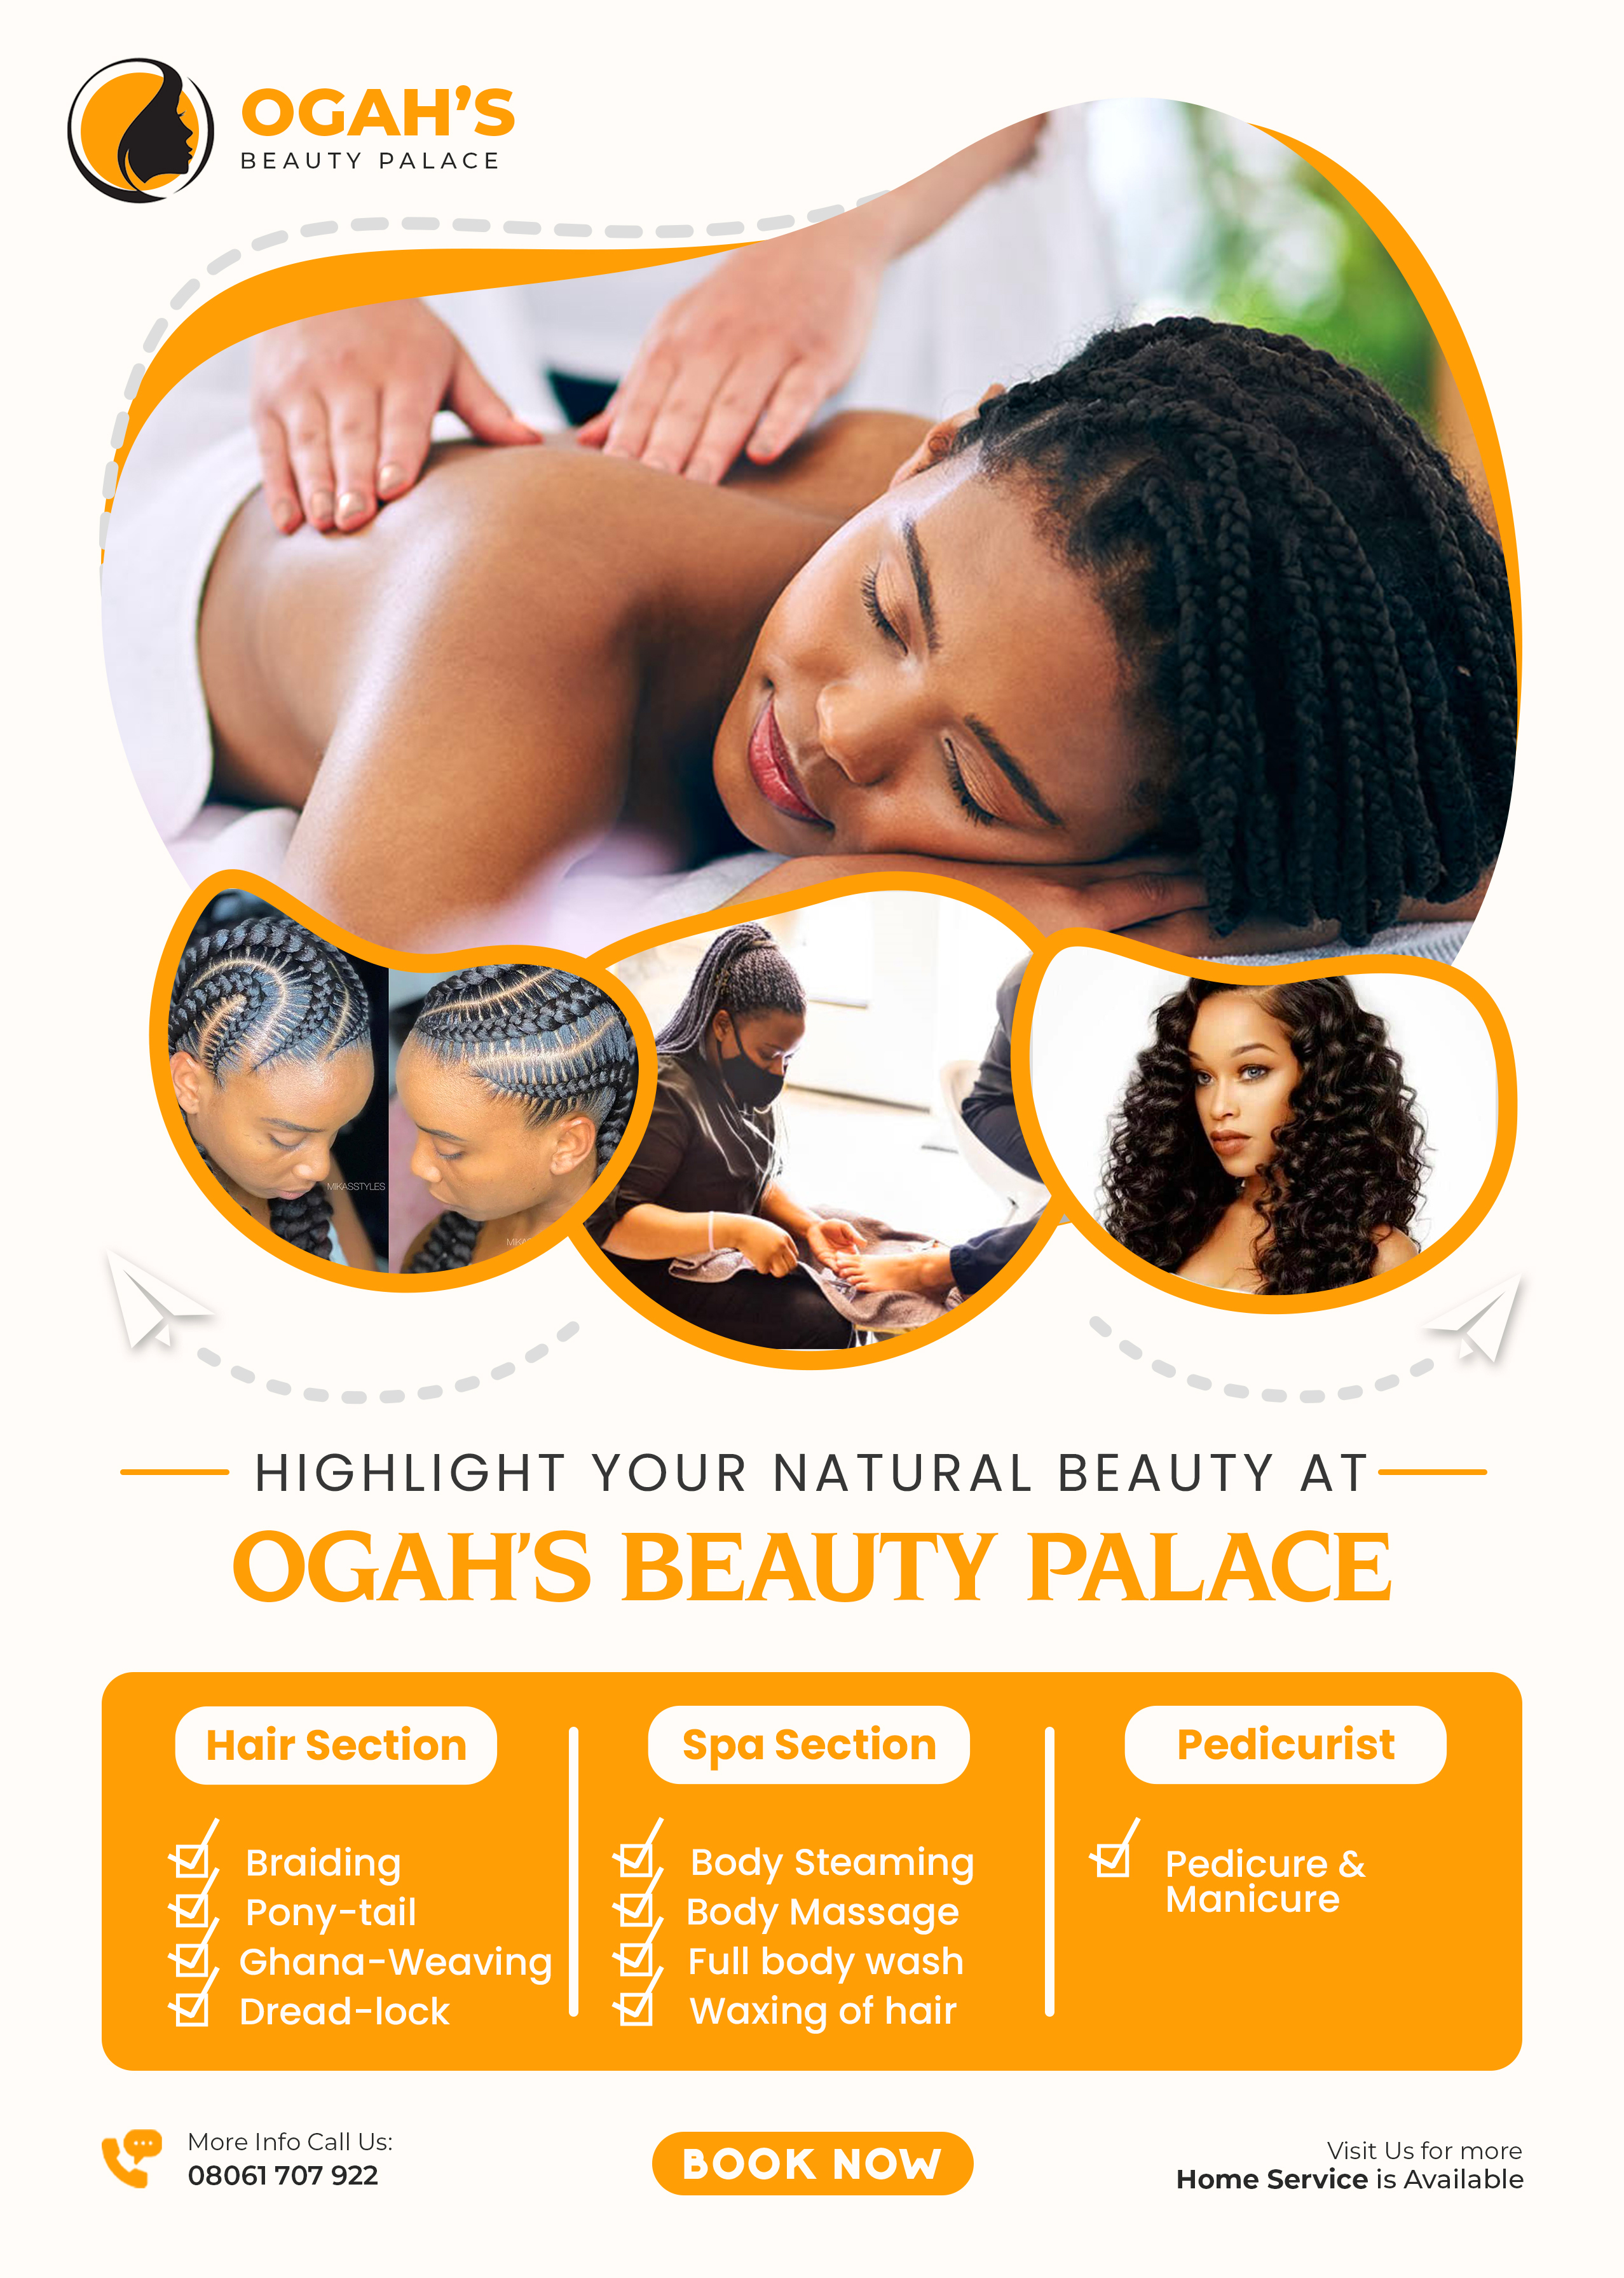 OGAH'S
BEAUTY PALACE
MIKASSTYLES
HIGHLIGHT YOUR NATURAL BEAUTY AT
OGAH'S BEAUTY PALACE
Hair Section
Braiding
Pony-tail
Ghana-Weaving
Dread-lock
Spa Section
Body Steaming
Body Massage
Full body wash
Waxing of hair
Pedicurist
Pedicure &
Manicure
More Info Call Us:
08061 707 922
BOOK NOW
Visit Us for more
Home Service is Available